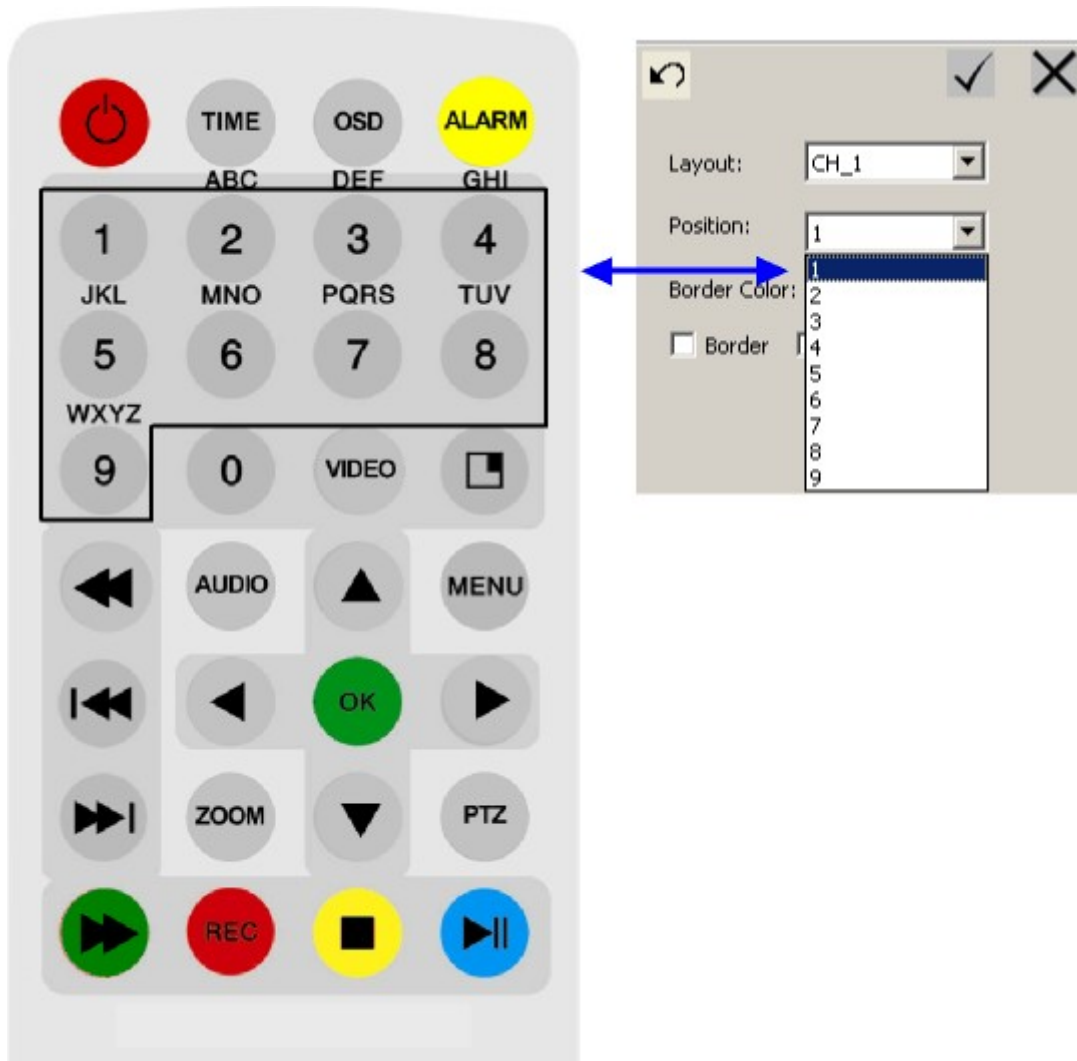 TIME OSD ALARM
ABC DEF GHI
1 2 3 4
JKL MNO PQRS TUV
5 6 7 8
WXYZ
9 0 VIDEO
AUDIO MENU
OK
ZOOM PTZ
REC
Layout: CH_1
Position: 1
1
Border Color: 2
3
Border 4
5
6
7
8
9